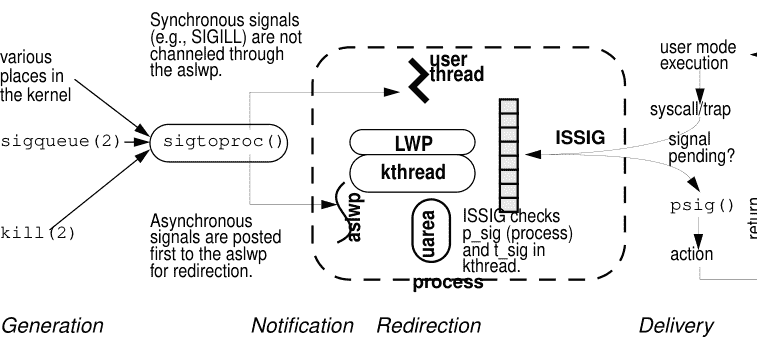 Synchronous signals
(e.g., SIGILL) are not
channeled through
the aslwp.
various
places in
the kernel
sigqueue(2)
sigtoproc()
kill(2)
Asynchronous
signals are posted
first to the aslwp
for redirection.
user
thread
LWP
kthread
aslwp
uarea
ISSIG checks
p_sig (process)
and t_sig in
kthread.
process
ISSIG
user mode
execution
syscall/trap
signal
pending?
psig()
action
return
Generation
Notification
Redirection
Delivery